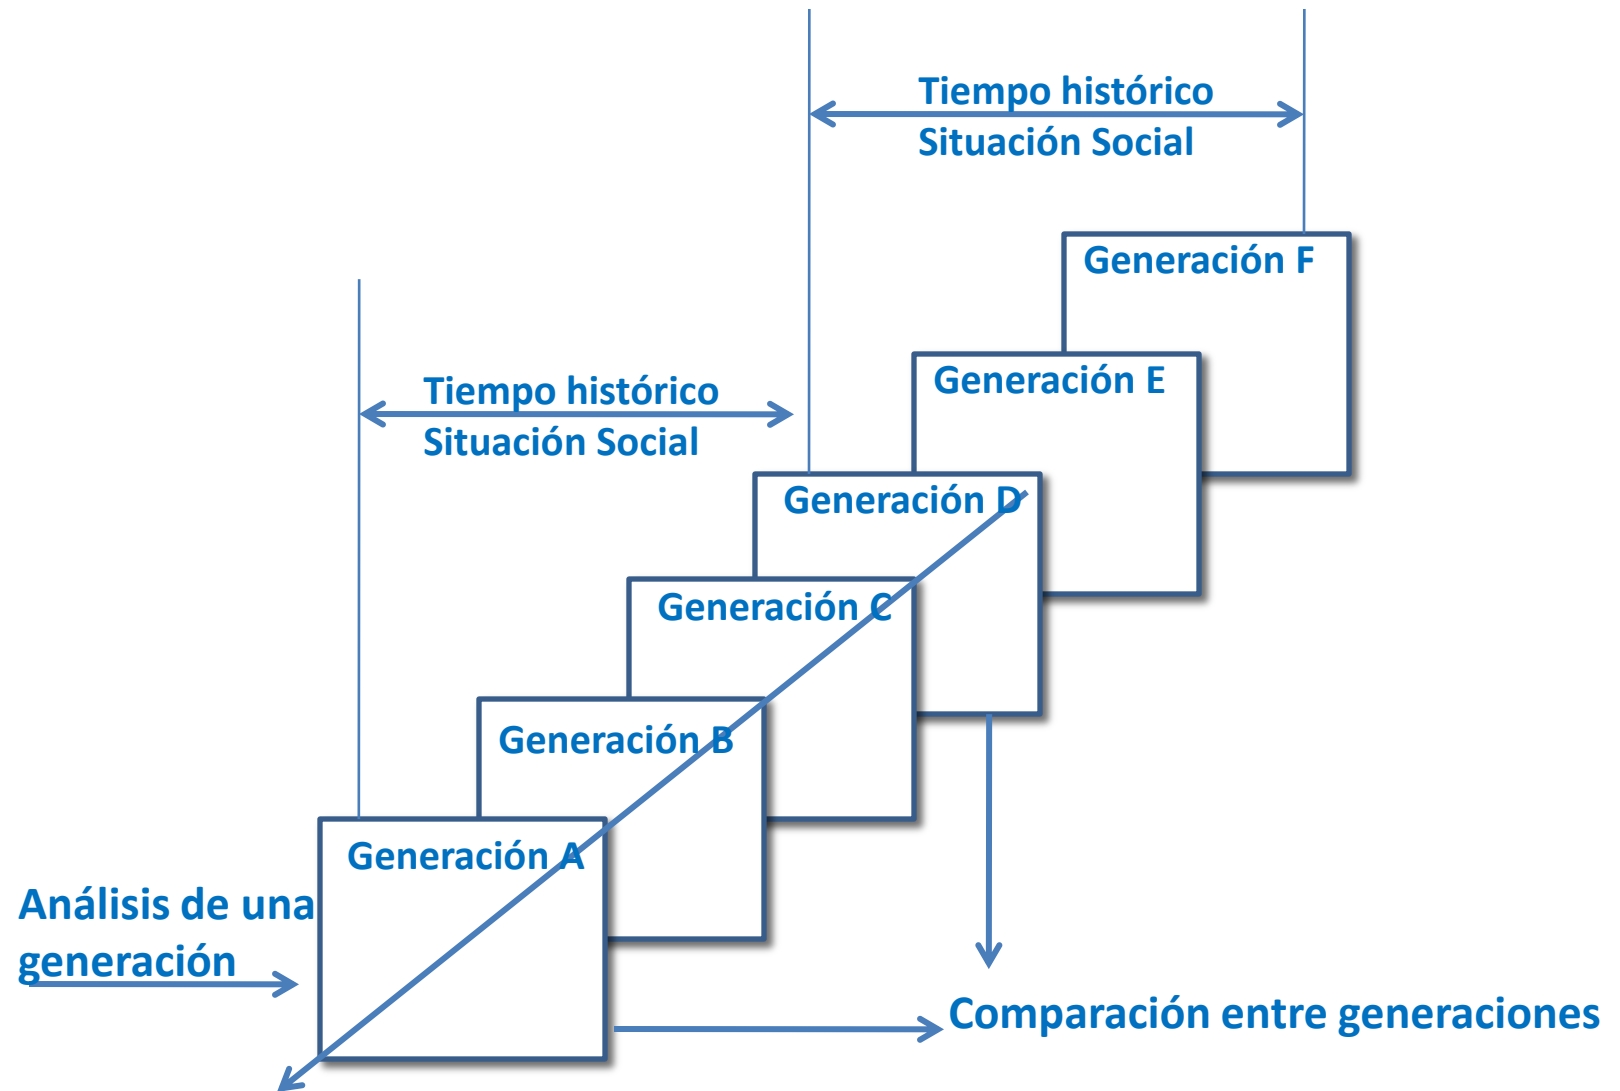 Tiempo histórico
Situación Social
Generación F
Generación E
Tiempo histórico
Situación Social
Generación D
Generación C
Generación B
Generación A
Análisis de una
generación
Comparación entre generaciones